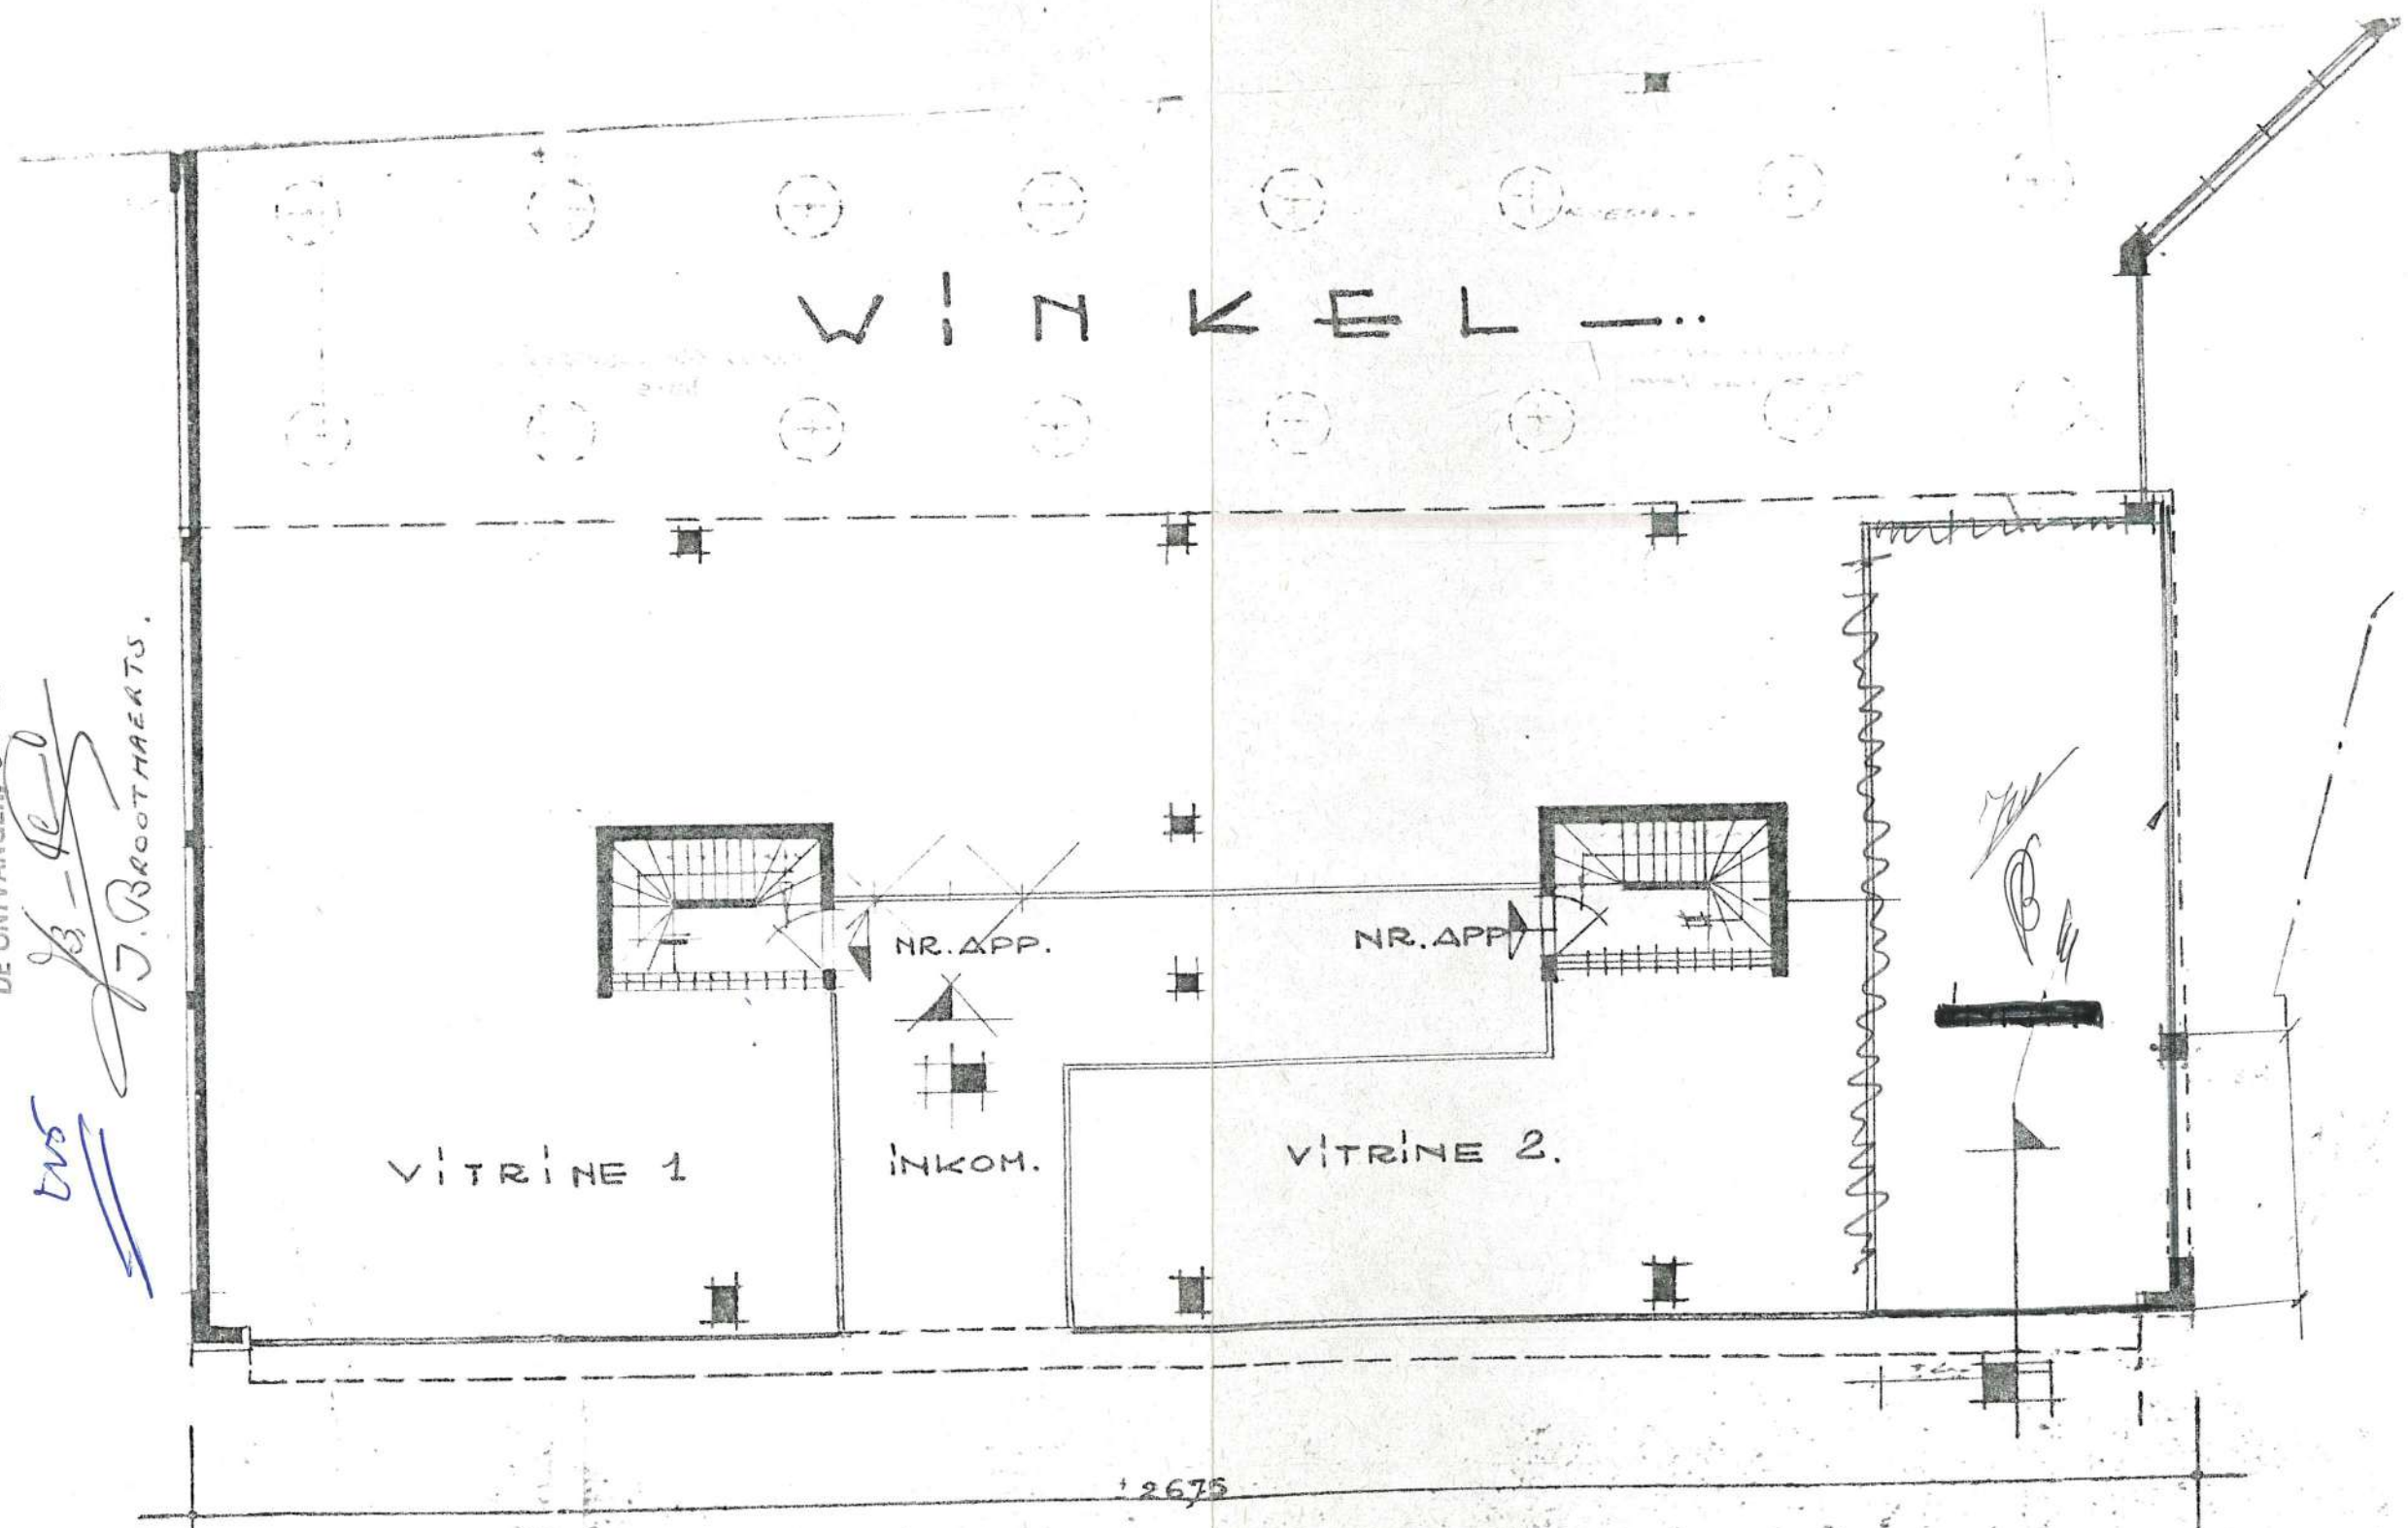 WINKEL
J. BROOTHAERTS.
NR. APP.
NR. APP
VITRINE 1
INKOM.
VITRINE 2.
2675